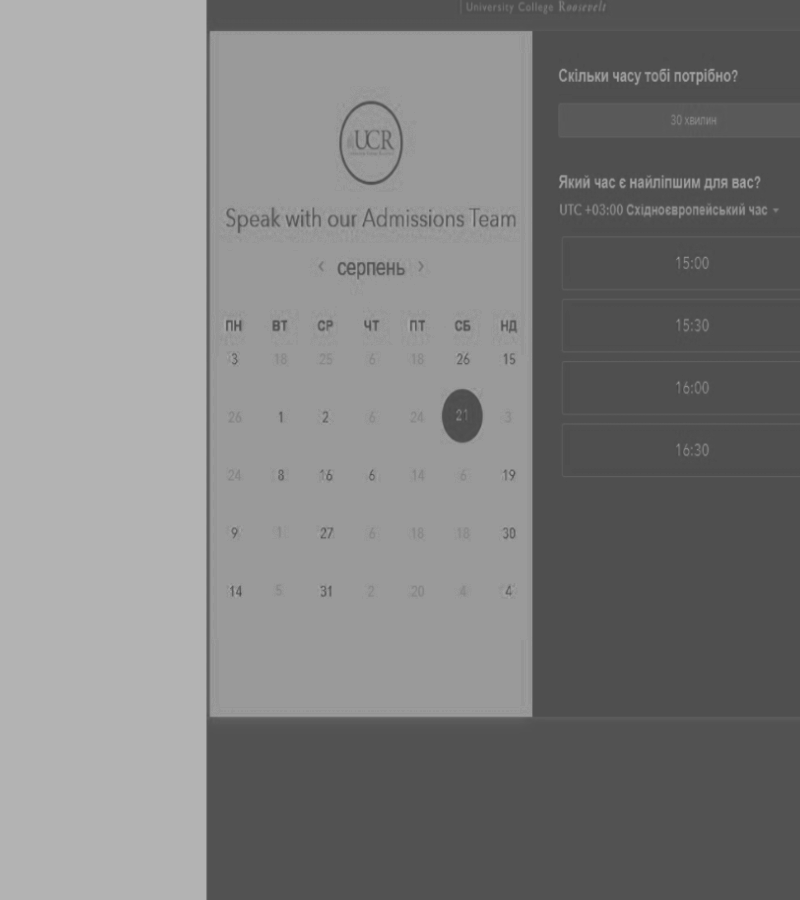 University College Roosevelt
UCR
Speak with our Admissions Team
< серпень >
ПН ВТ СР ЧТ ПТ СБ НД
3 18 25 6 18 26 15
26 1 2 6 24 21 3
24 8 16 6 14 6 19
9 1 27 6 18 18 30
14 5 31 2 20 4 4
Скільки часу тобі потрібно?
30 хвилин
Який час є найліпшим для вас?
UTC +03:00 Східноєвропейський час
15:00
15:30
16:00
16:30